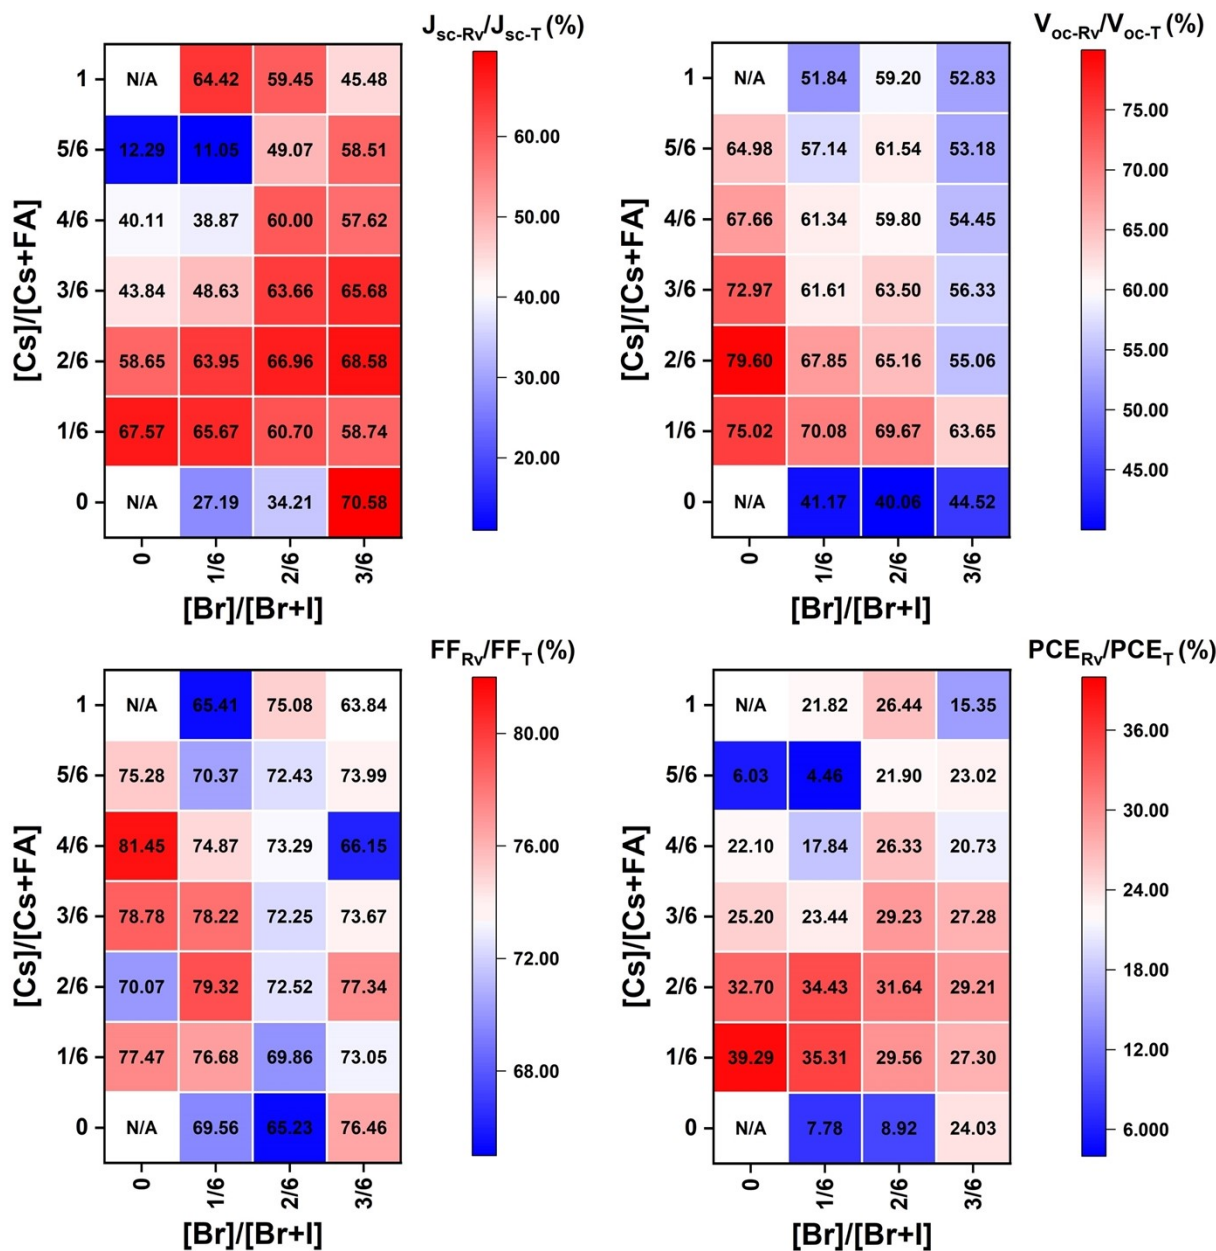 J_sc-Rv/J_sc-T (%)
1 N/A 64.42 59.45 45.48
5/6 12.29 11.05 49.07 58.51
4/6 40.11 38.87 60.00 57.62
3/6 43.84 48.63 63.66 65.68
2/6 58.65 63.95 66.96 68.58
1/6 67.57 65.67 60.70 58.74
0 N/A 27.19 34.21 70.58
0 1/6 2/6 3/6
[Cs]/[Cs+FA]
[Br]/[Br+I]
60.00
50.00
40.00
30.00
20.00
V_oc-Rv/V_oc-T (%)
1 N/A 51.84 59.20 52.83
5/6 64.98 57.14 61.54 53.18
4/6 67.66 61.34 59.80 54.45
3/6 72.97 61.61 63.50 56.33
2/6 79.60 67.85 65.16 55.06
1/6 75.02 70.08 69.67 63.65
0 N/A 41.17 40.06 44.52
0 1/6 2/6 3/6
[Cs]/[Cs+FA]
[Br]/[Br+I]
75.00
70.00
65.00
60.00
55.00
50.00
45.00
FF_Rv/FF_T (%)
1 N/A 65.41 75.08 63.84
5/6 75.28 70.37 72.43 73.99
4/6 81.45 74.87 73.29 66.15
3/6 78.78 78.22 72.25 73.67
2/6 70.07 79.32 72.52 77.34
1/6 77.47 76.68 69.86 73.05
0 N/A 69.56 65.23 76.46
0 1/6 2/6 3/6
[Cs]/[Cs+FA]
[Br]/[Br+I]
80.00
76.00
72.00
68.00
PCE_Rv/PCE_T (%)
1 N/A 21.82 26.44 15.35
5/6 6.03 4.46 21.90 23.02
4/6 22.10 17.84 26.33 20.73
3/6 25.20 23.44 29.23 27.28
2/6 32.70 34.43 31.64 29.21
1/6 39.29 35.31 29.56 27.30
0 N/A 7.78 8.92 24.03
0 1/6 2/6 3/6
[Cs]/[Cs+FA]
[Br]/[Br+I]
36.00
30.00
24.00
18.00
12.00
6.000